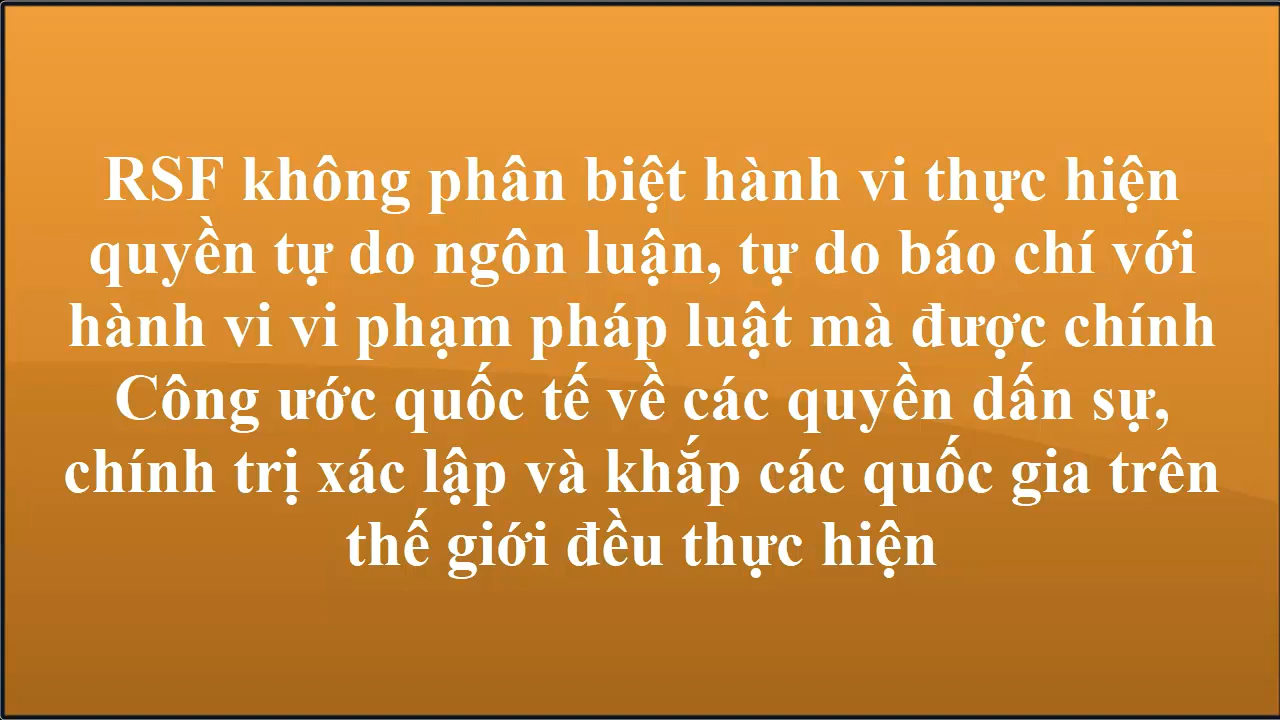 RSF không phân biệt hành vi thực hiện
quyền tự do ngôn luận, tự do báo chí với
hành vi vi phạm pháp luật mà được chính
Công ước quốc tế về các quyền dấn sự,
chính trị xác lập và khắp các quốc gia trên
thế giới đều thực hiện